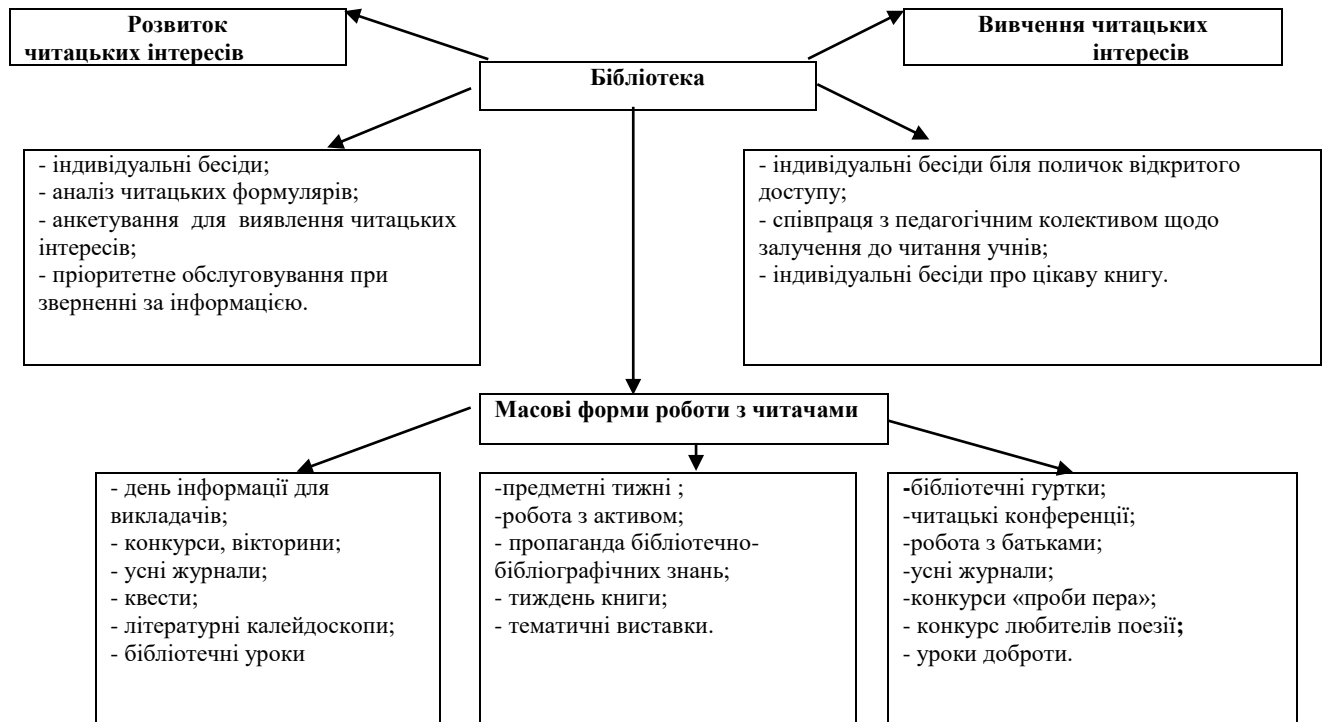 Розвиток
читацьких інтересів
Вивчення читацьких
інтересів
Бібліотека
- індивідуальні бесіди;
- аналіз читацьких формулярів;
- анкетування для виявлення читацьких
інтересів;
- пріоритетне обслуговування при
зверненні за інформацією.
- індивідуальні бесіди біля поличок відкритого
доступу;
- співпраця з педагогічним колективом щодо
залучення до читання учнів;
- індивідуальні бесіди про цікаву книгу.
Масові форми роботи з читачами
- день інформації для
викладачів;
- конкурси, вікторини;
- усні журнали;
- квести;
- літературні калейдоскопи;
- бібліотечні уроки
-предметні тижні ;
-робота з активом;
- пропаганда бібліотечно-
бібліографічних знань;
- тиждень книги;
- тематичні виставки.
-бібліотечні гуртки;
-читацькі конференції;
-робота з батьками;
-усні журнали;
-конкурси «проби пера»;
- конкурс любителів поезії;
- уроки доброти.